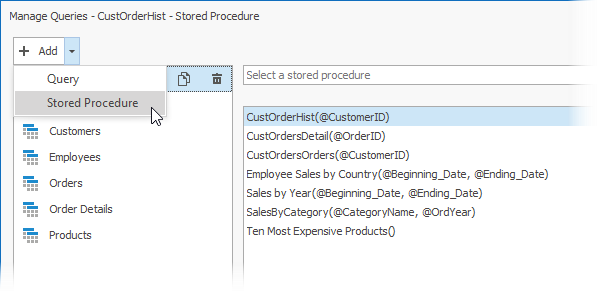 Manage Queries - CustOrderHist - Stored Procedure
Add
Query
Stored Procedure
Customers
Employees
Orders
Order Details
Products
Select a stored procedure
CustOrderHist(@CustomerID)
CustOrdersDetail(@OrderID)
CustOrdersOrders(@CustomerID)
Employee Sales by Country(@Beginning_Date, @Ending_Date)
Sales by Year(@Beginning_Date, @Ending_Date)
SalesByCategory(@CategoryName, @OrdYear)
Ten Most Expensive Products()